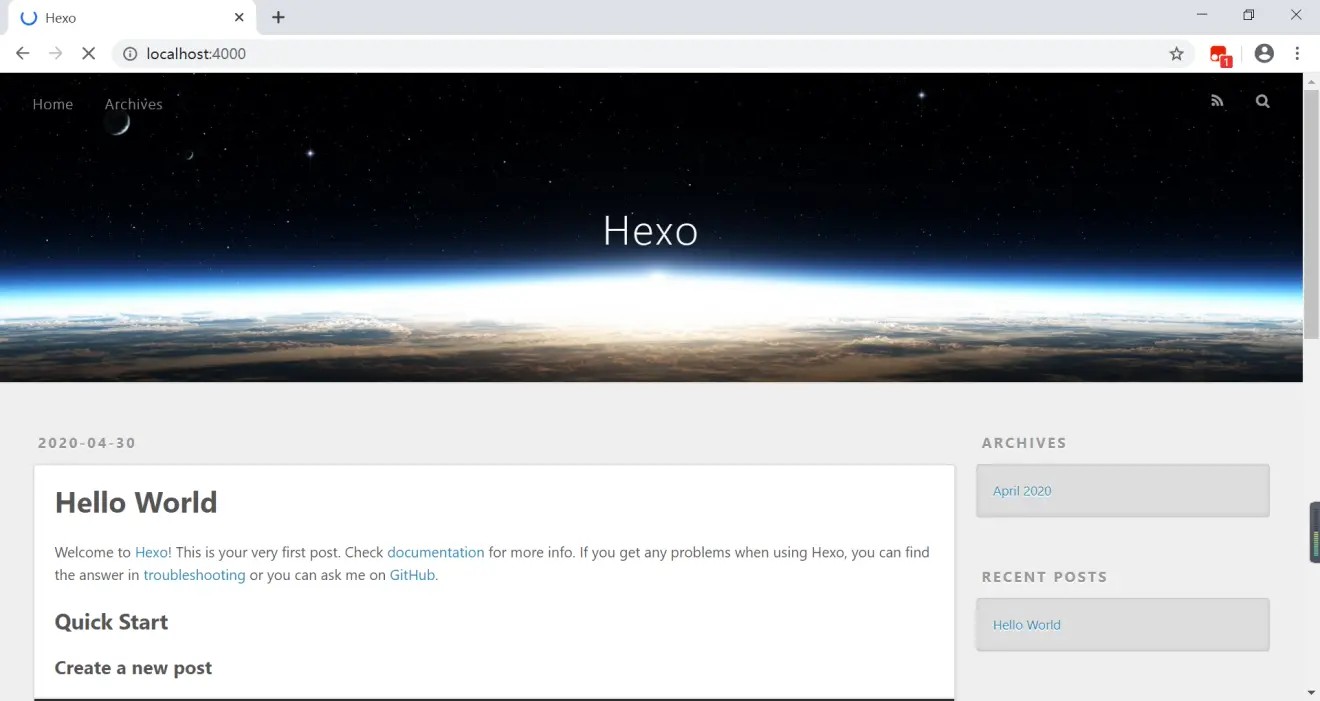 Hexo
localhost:4000
1
Home Archives
Hexo
2020-04-30
Hello World
Welcome to Hexo! This is your very first post. Check documentation for more info. If you get any problems when using Hexo, you can find
the answer in troubleshooting or you can ask me on GitHub.
Quick Start
Create a new post
ARCHIVES
April 2020
RECENT POSTS
Hello World